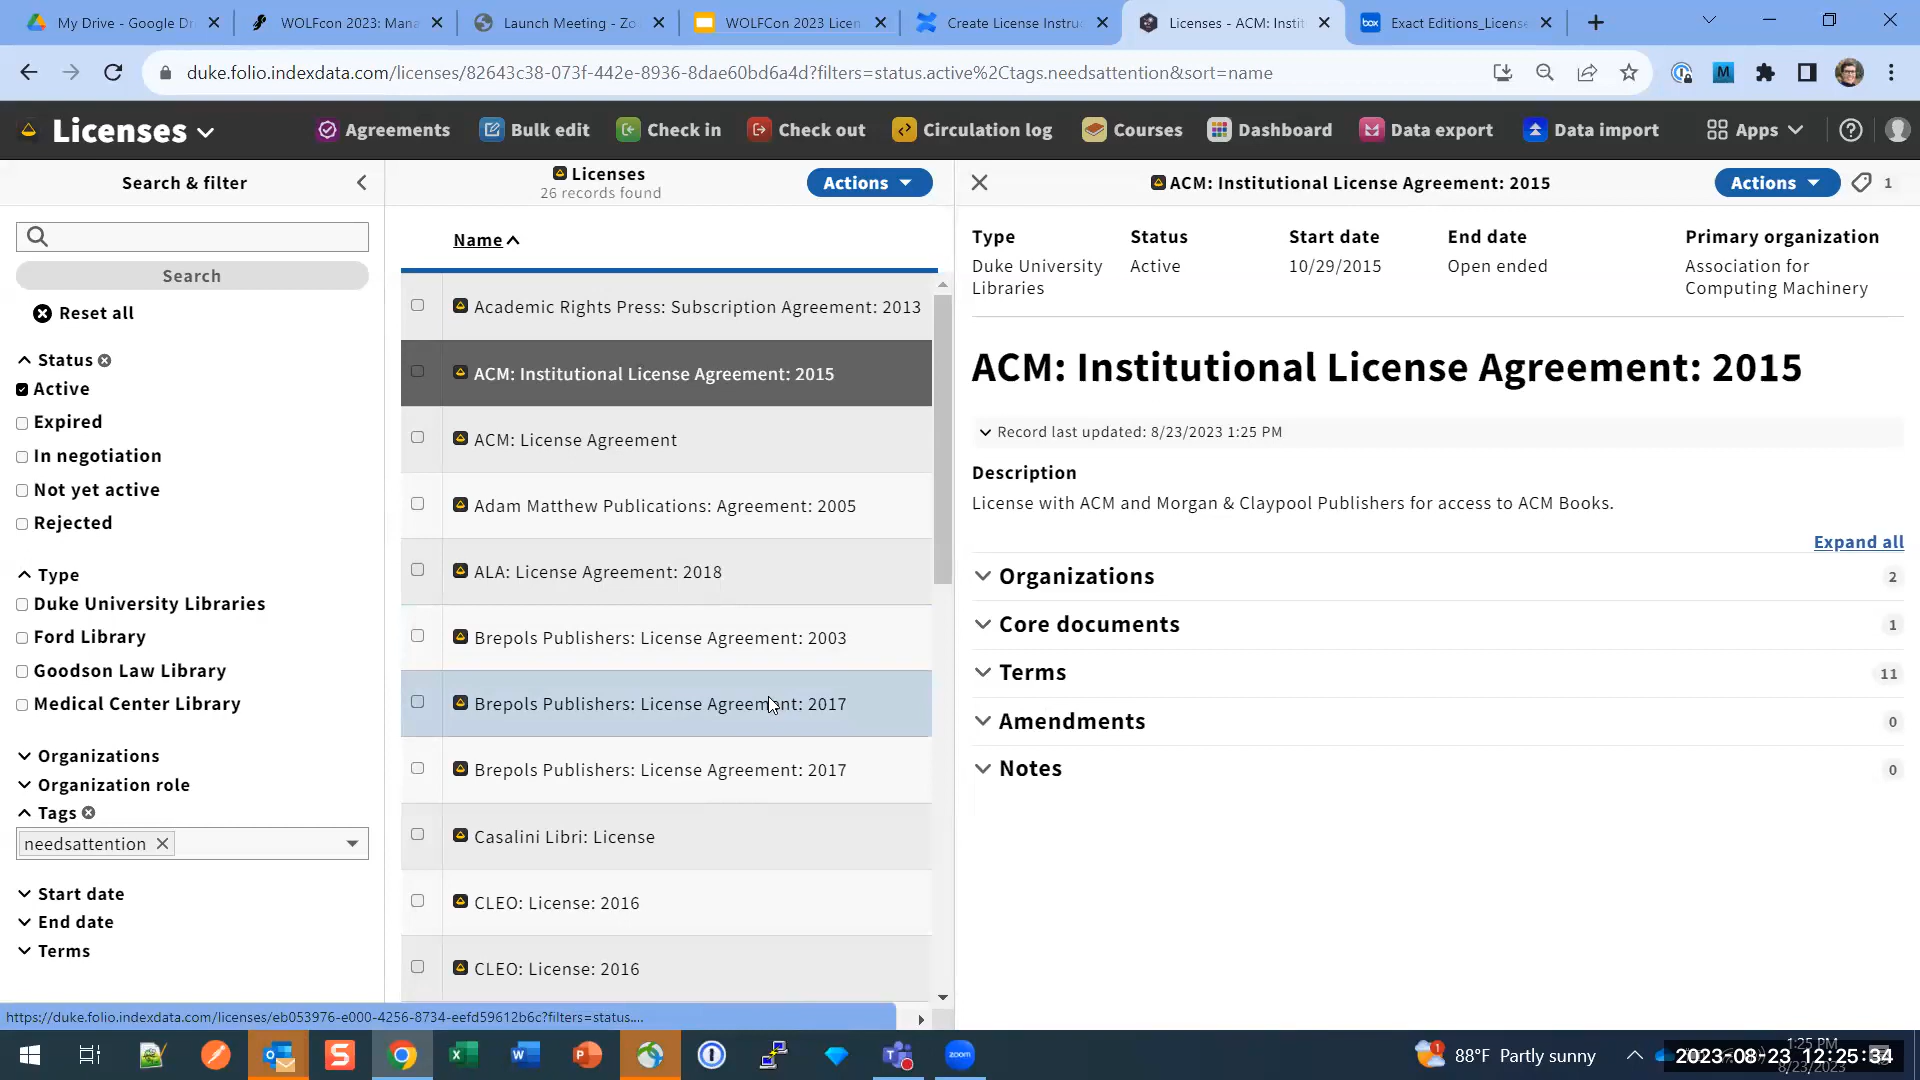 My Drive - Google Dr
WOLFcon 2023: Mana
Launch Meeting - Zo
WOLFCon 2023 Licen
Create License Instruc
Licenses - ACM: Instit
box
Exact Editions_License
duke.folio.indexdata.com/licenses/82643c38-073f-442e-8936-8dae60bd6a4d?filters=status.active%2Ctags.needsattention&sort=name
M
Licenses
Agreements
Bulk edit
Check in
Check out
Circulation log
Courses
Dashboard
Data export
Data import
Apps
Search & filter
Search
Reset all
Status
Active
Expired
In negotiation
Not yet active
Rejected
Type
Duke University Libraries
Ford Library
Goodson Law Library
Medical Center Library
Organizations
Organization role
Tags
needsattention
Start date
End date
Terms
Licenses
26 records found
Actions
Name
Academic Rights Press: Subscription Agreement: 2013
ACM: Institutional License Agreement: 2015
ACM: License Agreement
Adam Matthew Publications: Agreement: 2005
ALA: License Agreement: 2018
Brepols Publishers: License Agreement: 2003
Brepols Publishers: License Agreement: 2017
Brepols Publishers: License Agreement: 2017
Casalini Libri: License
CLEO: License: 2016
CLEO: License: 2016
ACM: Institutional License Agreement: 2015
Actions
1
Type
Duke University
Libraries
Status
Active
Start date
10/29/2015
End date
Open ended
Primary organization
Association for
Computing Machinery
ACM: Institutional License Agreement: 2015
Record last updated: 8/23/2023 1:25 PM
Description
License with ACM and Morgan & Claypool Publishers for access to ACM Books.
Expand all
Organizations 2
Core documents 1
Terms 11
Amendments 0
Notes 0
https://duke.folio.indexdata.com/licenses/eb053976-e000-4256-8734-eefd59612b6c?filters=status....
zoom
88°F Partly sunny
1:25 PM
2023-08-23 12:25:34
8/23/2023